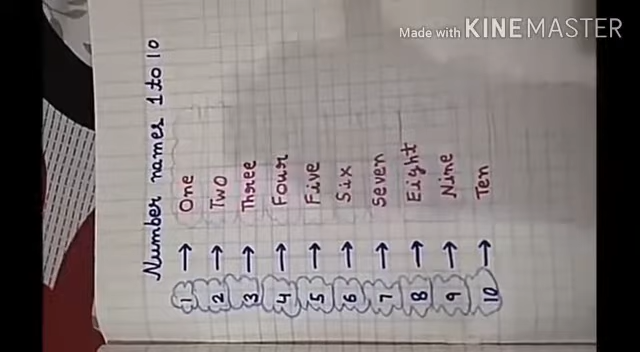 Made with KINEMASTER
Number names 1 to 10
1 → One
2 → Two
3 → Three
4 → Four
5 → Five
6 → Six
7 → Seven
8 → Eight
9 → Nine
10 → Ten